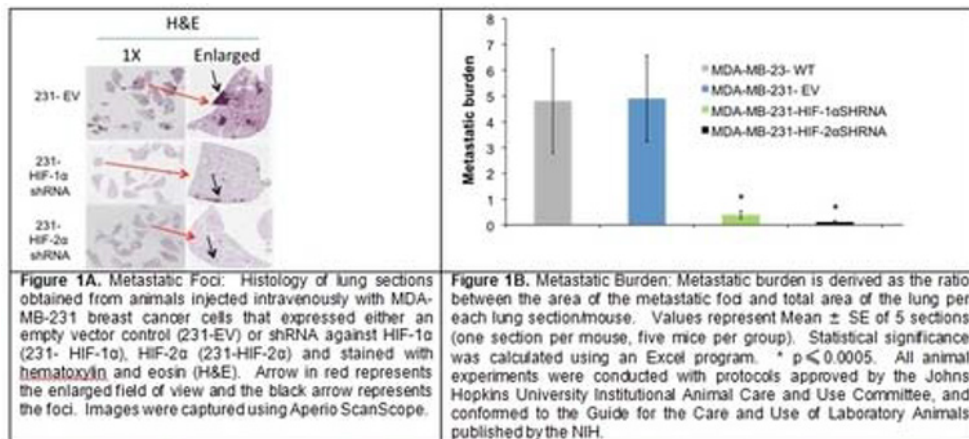 H&E
1X Enlarged
231- EV
231-
HIF-1α
shRNA
231-
HIF-2α
shRNA
Figure 1A. Metastatic Foci: Histology of lung sections
obtained from animals injected intravenously with MDA-
MB-231 breast cancer cells that expressed either an
empty vector control (231-EV) or shRNA against HIF-1α
(231- HIF-1α), HIF-2α (231-HIF-2α) and stained with
hematoxylin and eosin (H&E). Arrow in red represents
the enlarged field of view and the black arrow represents
the foci. Images were captured using Aperio ScanScope.
Metastatic burden
8
7
6
5
4
3
2
1
0
MDA-MB-23- WT
MDA-MB-231- EV
MDA-MB-231-HIF-1αSHRNA
MDA-MB-231-HIF-2αSHRNA
* *
Figure 1B. Metastatic Burden: Metastatic burden is derived as the ratio
between the area of the metastatic foci and total area of the lung per
each lung section/mouse. Values represent Mean ± SE of 5 sections
(one section per mouse, five mice per group). Statistical significance
was calculated using an Excel program. * p⩽0.0005. All animal
experiments were conducted with protocols approved by the Johns
Hopkins University Institutional Animal Care and Use Committee, and
conformed to the Guide for the Care and Use of Laboratory Animals
published by the NIH.